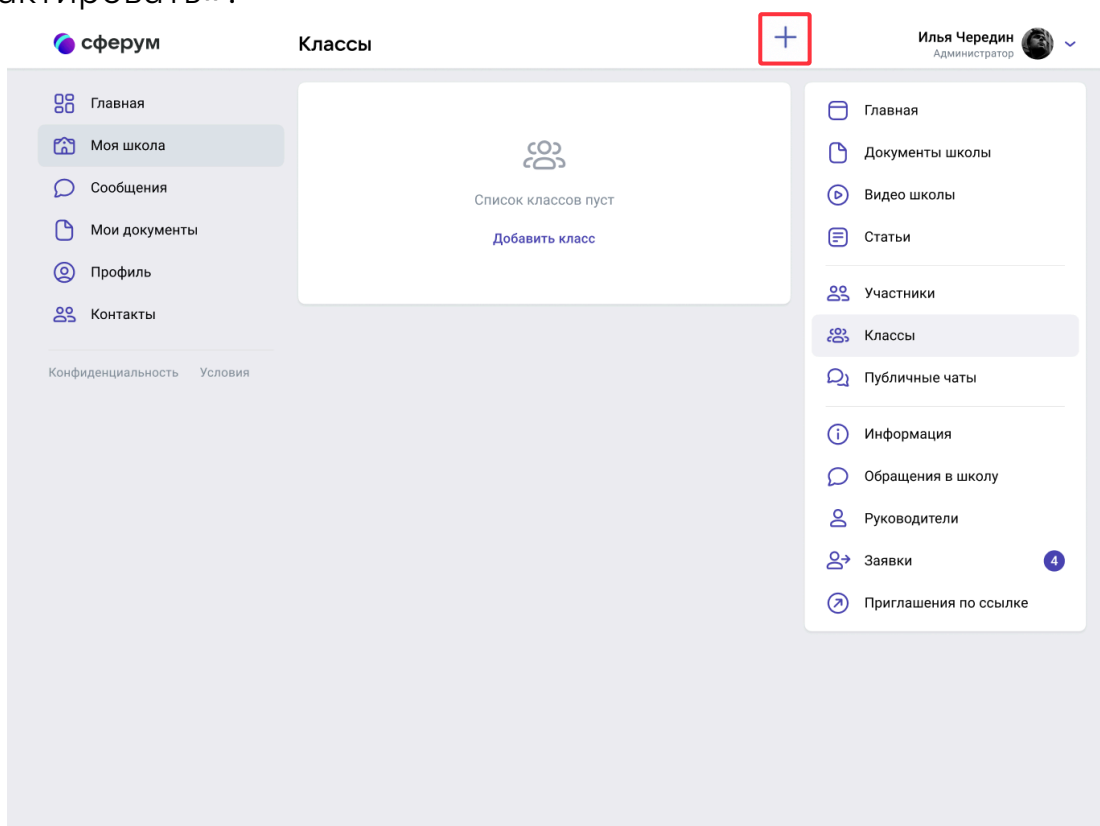 сферум
Классы
Илья Чередин
Администратор
Главная
Моя школа
Сообщения
Мои документы
Профиль
Контакты
Конфиденциальность Условия
Список классов пуст
Добавить класс
Главная
Документы школы
Видео школы
Статьи
Участники
Классы
Публичные чаты
Информация
Обращения в школу
Руководители
Заявки 4
Приглашения по ссылке